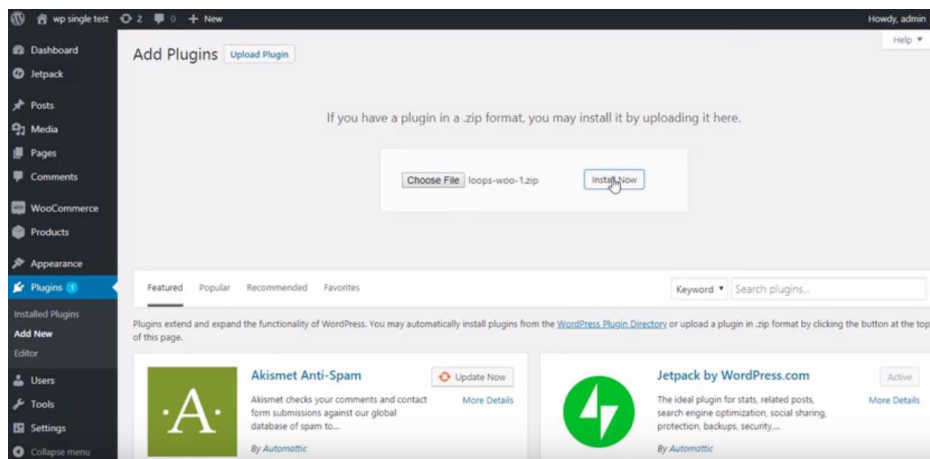 wp single test 2 0 + New Howdy, admin
Help ▼
Dashboard
Jetpack
Posts
Media
Pages
Comments
WooCommerce
Products
Appearance
Plugins 1
Installed Plugins
Add New
Editor
Users
Tools
Settings
Collapse menu
Add Plugins Upload Plugin
If you have a plugin in a .zip format, you may install it by uploading it here.
Choose File loops-woo-1.zip Install Now
Featured Popular Recommended Favorites Keyword ▼ Search plugins...
Plugins extend and expand the functionality of WordPress. You may automatically install plugins from the WordPress Plugin Directory or upload a plugin in .zip format by clicking the button at the top
of this page.
·A·
Akismet Anti-Spam
Update Now
Akismet checks your comments and contact
form submissions against our global
database of spam to...
More Details
By Automattic
Jetpack by WordPress.com
Active
The ideal plugin for stats, related posts,
search engine optimization, social sharing,
protection, backups, security,...
More Details
By Automattic